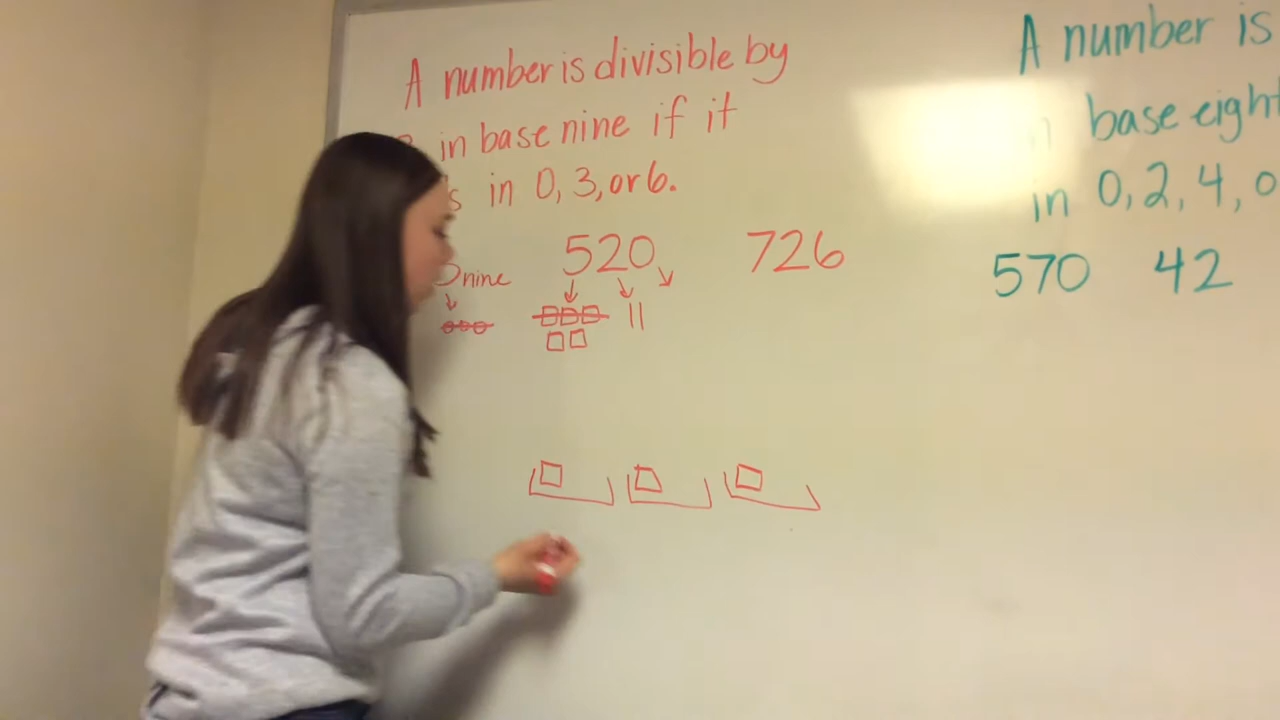 A number is divisible by
in base nine if it
in 0, 3, or 6.
nine
520
726
A number is
base eight
in 0, 2, 4,
570 42